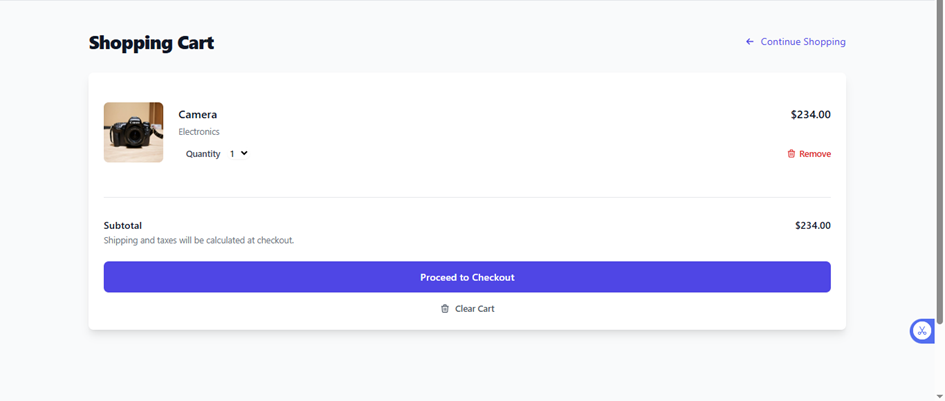 Shopping Cart
← Continue Shopping
Camera
$234.00
Electronics
Quantity 1
Remove
Subtotal
$234.00
Shipping and taxes will be calculated at checkout.
Proceed to Checkout
Clear Cart